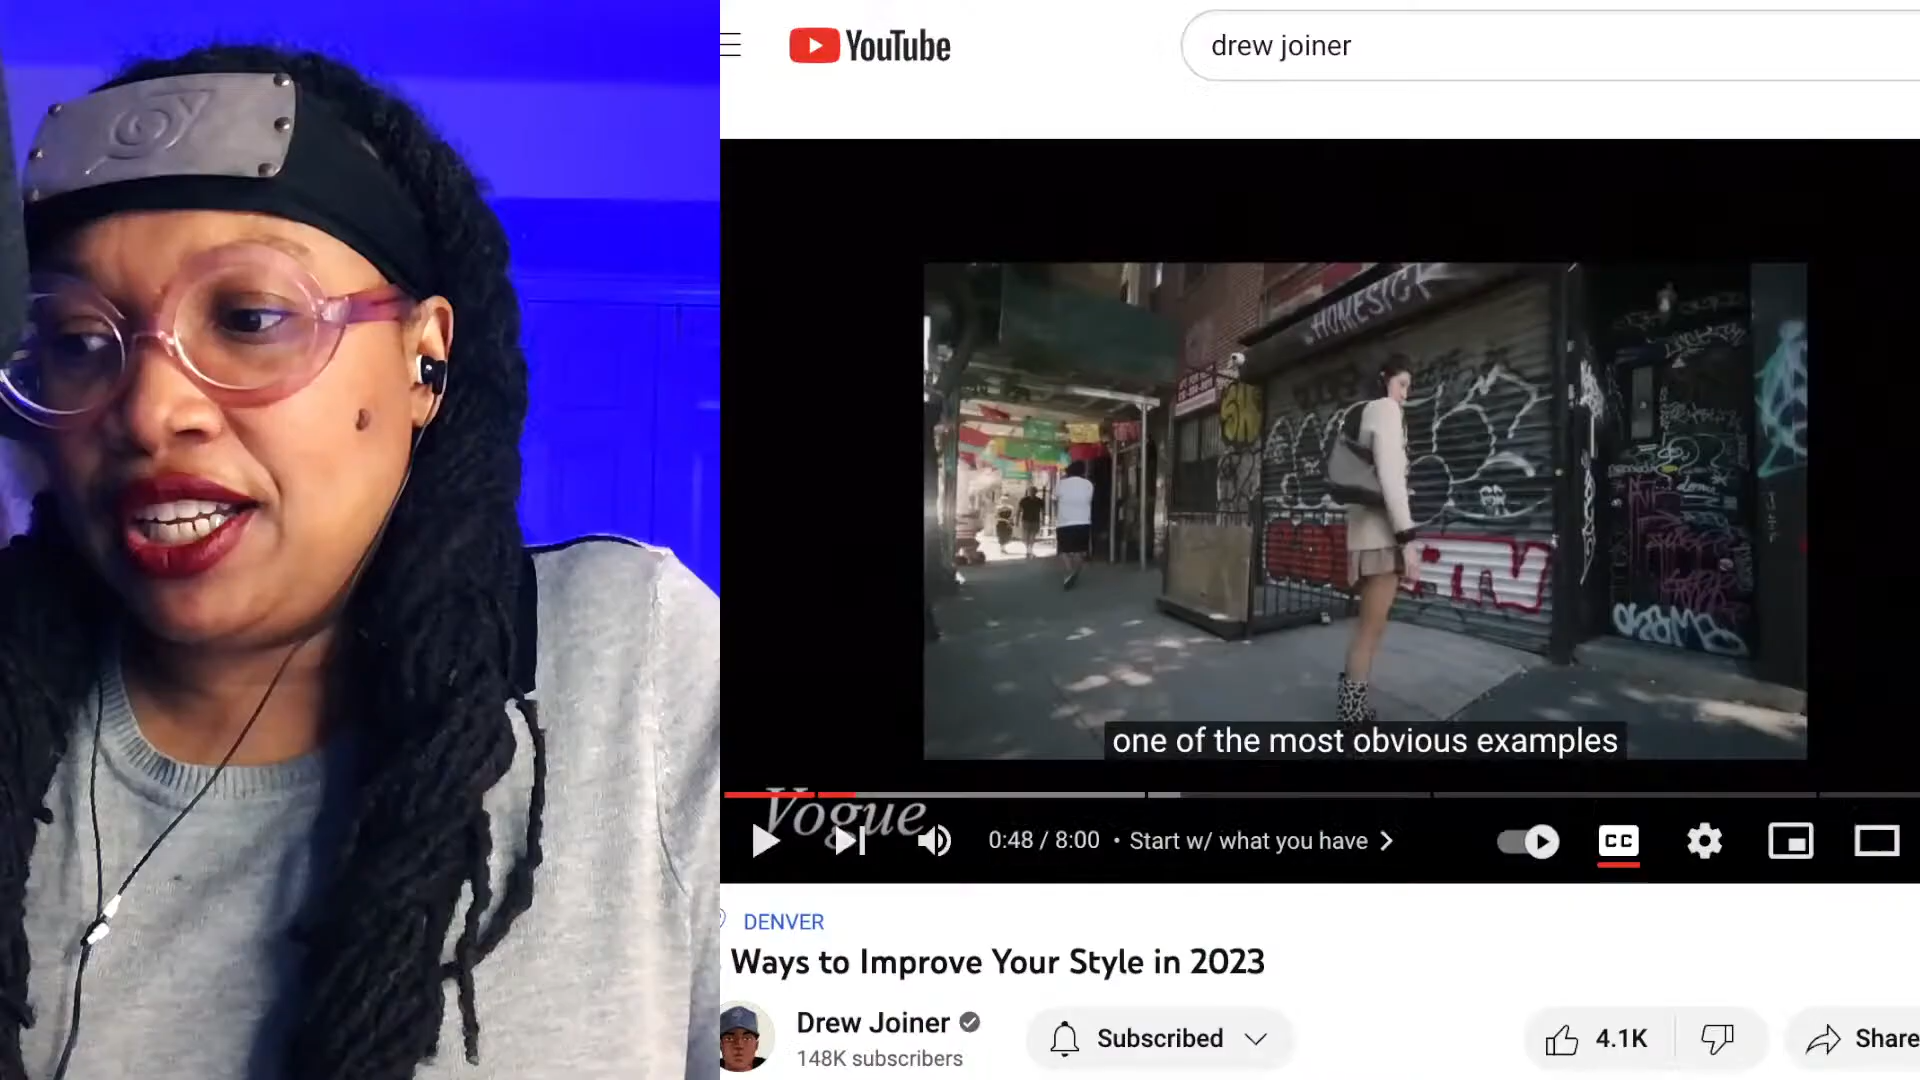 YouTube
drew joiner
HOMESICK
one of the most obvious examples
Vogue
0:48 / 8:00 • Start w/ what you have
CC
DENVER
Ways to Improve Your Style in 2023
Drew Joiner
148K subscribers
Subscribed
4.1K
Share